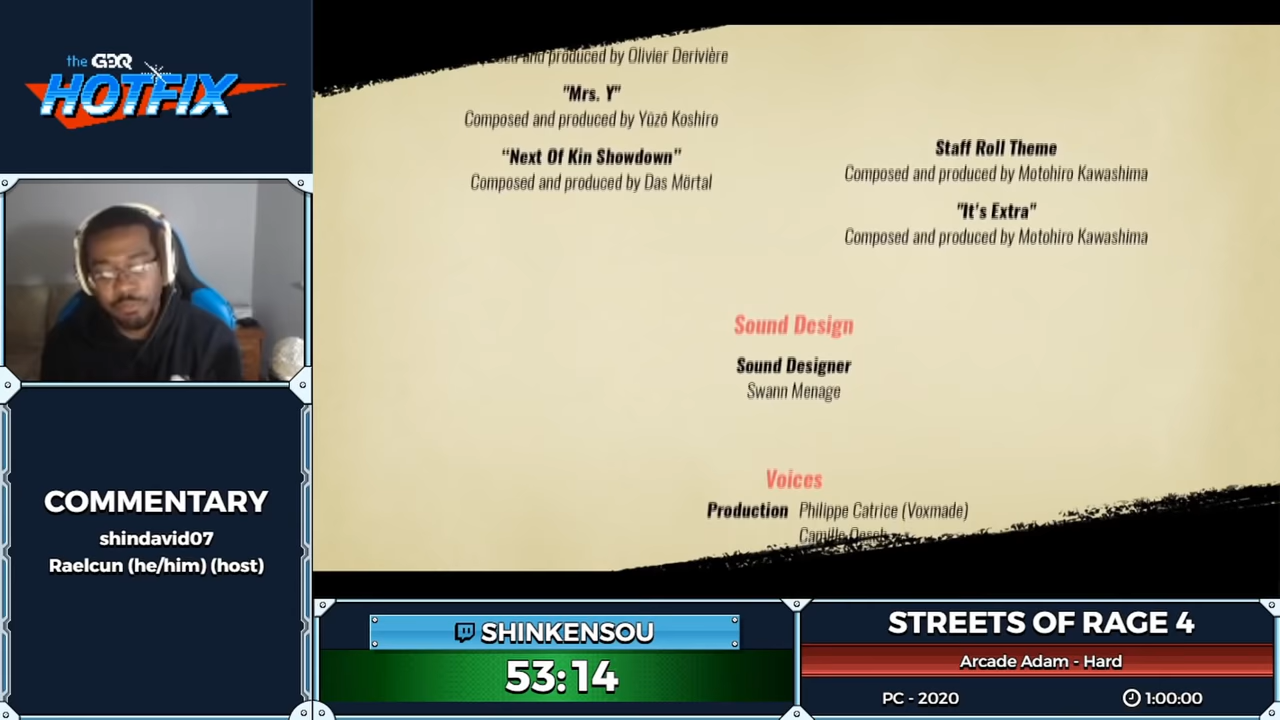 the GDQ
HOTFIX
and produced by Olivier Derivière
"Mrs. Y"
Composed and produced by Yūzō Koshiro
"Next Of Kin Showdown"
Composed and produced by Das Mörtal
Staff Roll Theme
Composed and produced by Motohiro Kawashima
"It's Extra"
Composed and produced by Motohiro Kawashima
Sound Design
Sound Designer
Swann Menage
Voices
Production Philippe Catrice (Voxmade)
Camille
COMMENTARY
shindavid07
Raelcun (he/him) (host)
SHINKENSOU
53:14
STREETS OF RAGE 4
Arcade Adam - Hard
PC - 2020
1:00:00